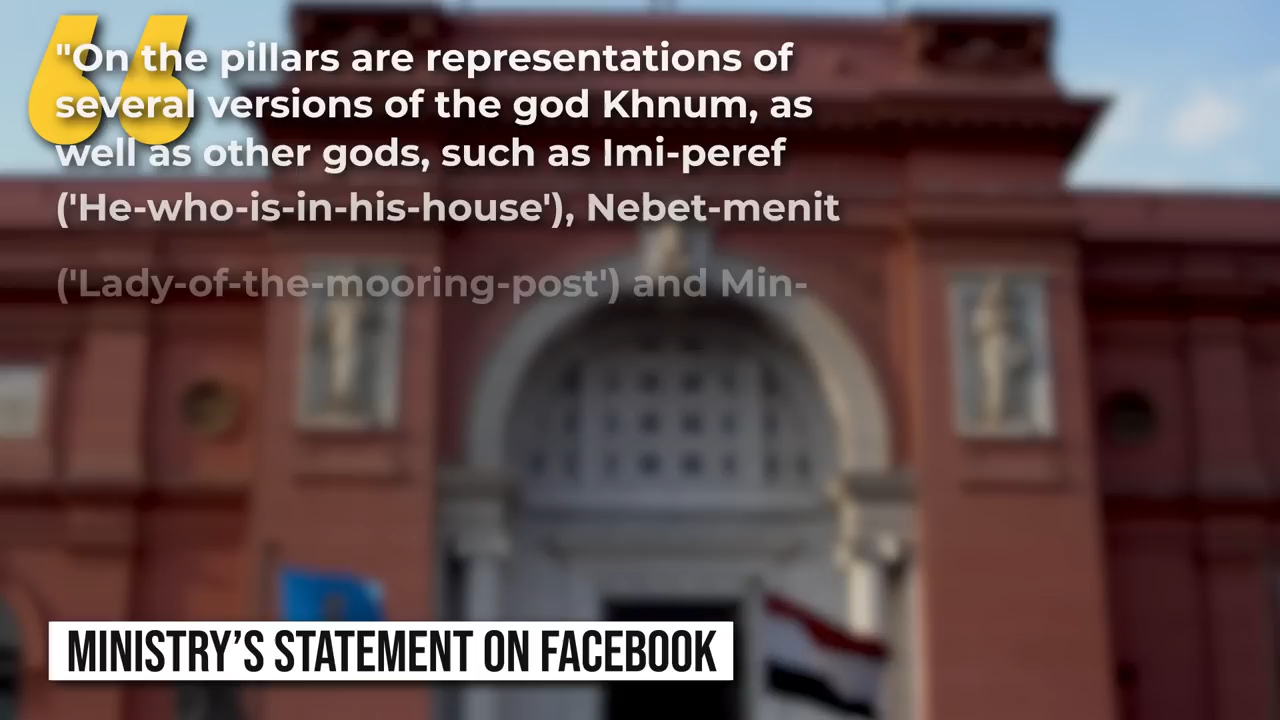 "On the pillars are representations of
several versions of the god Khnum, as
well as other gods, such as Imi-peref
('He-who-is-in-his-house'), Nebet-menit
('Lady-of-the-mooring-post') and Min-
MINISTRY’S STATEMENT ON FACEBOOK